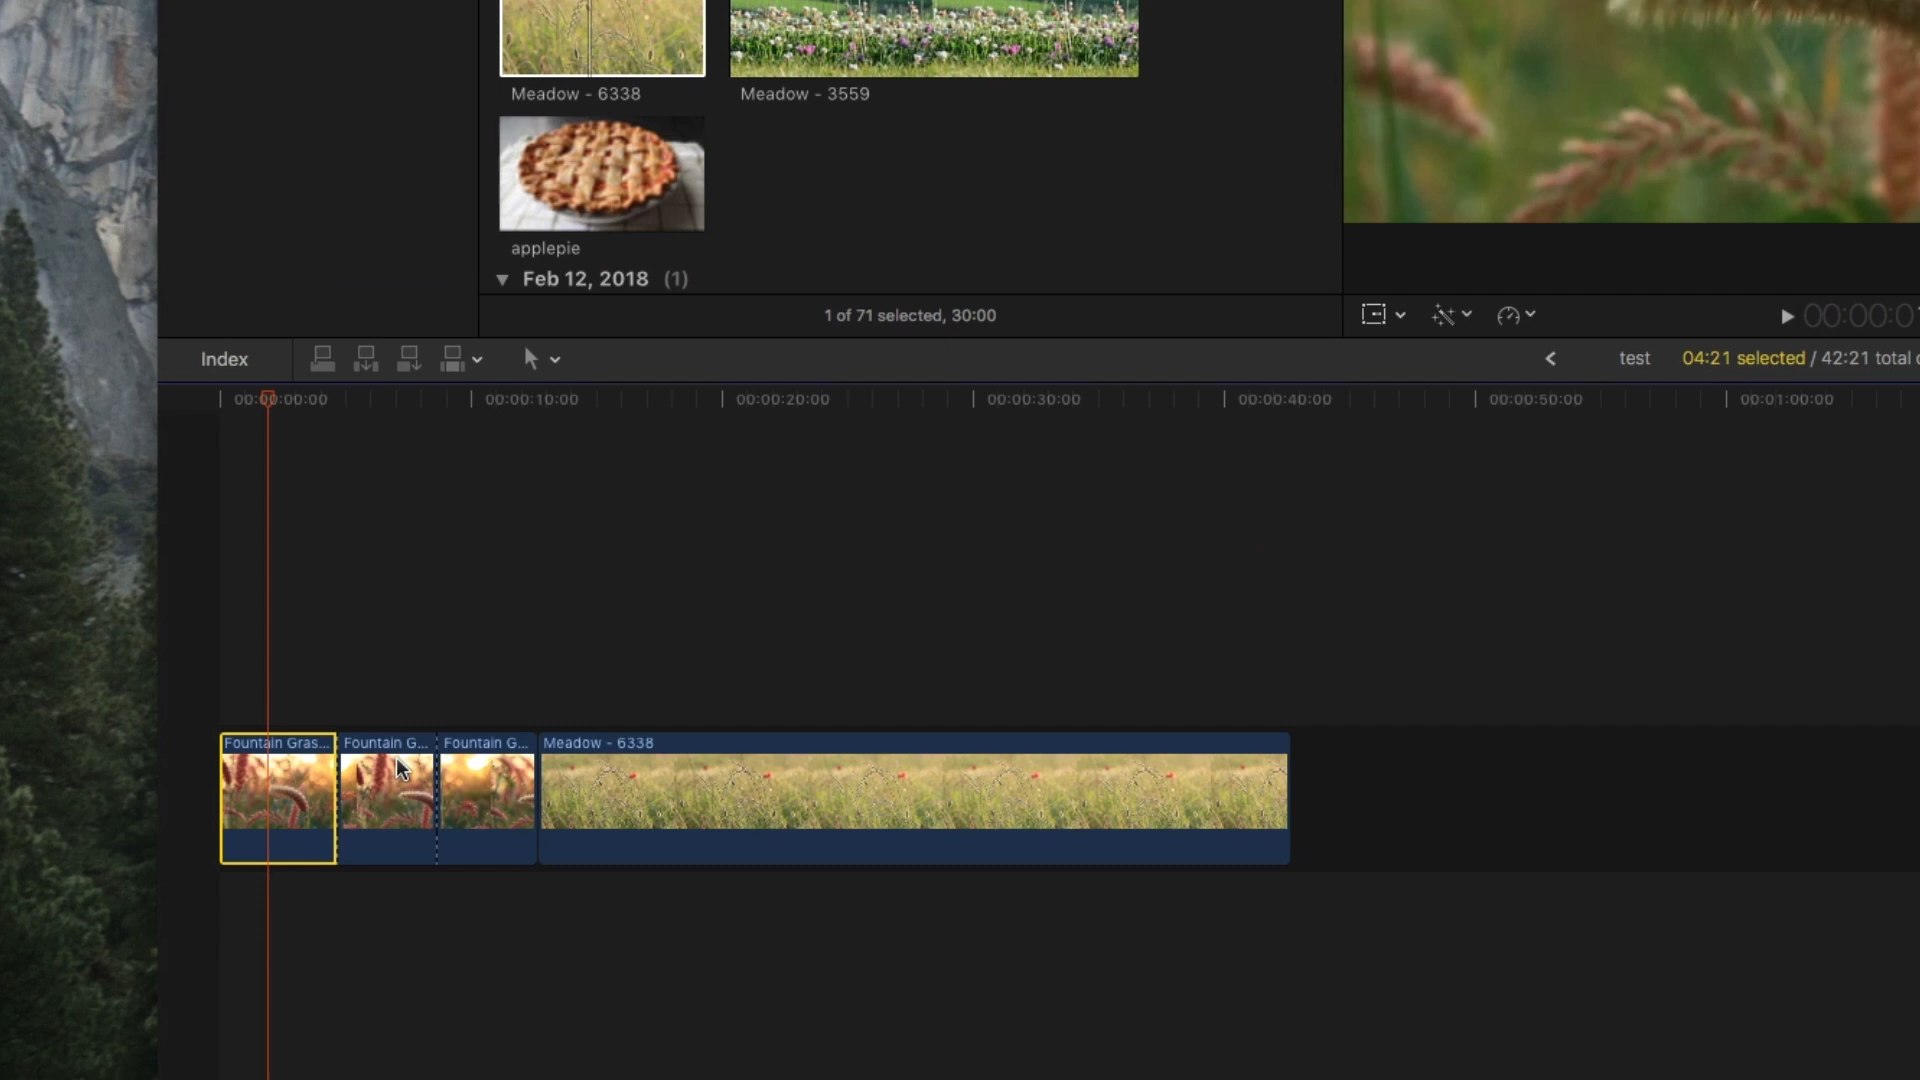 Meadow - 6338
Meadow - 3559
applepie
Feb 12, 2018 (1)
1 of 71 selected, 30:00
00:00:0
Index
test
04:21 selected / 42:21 total
00:00:00:00
00:00:10:00
00:00:20:00
00:00:30:00
00:00:40:00
00:00:50:00
00:01:00:00
Fountain Gras...
Fountain G...
Fountain G...
Meadow - 6338